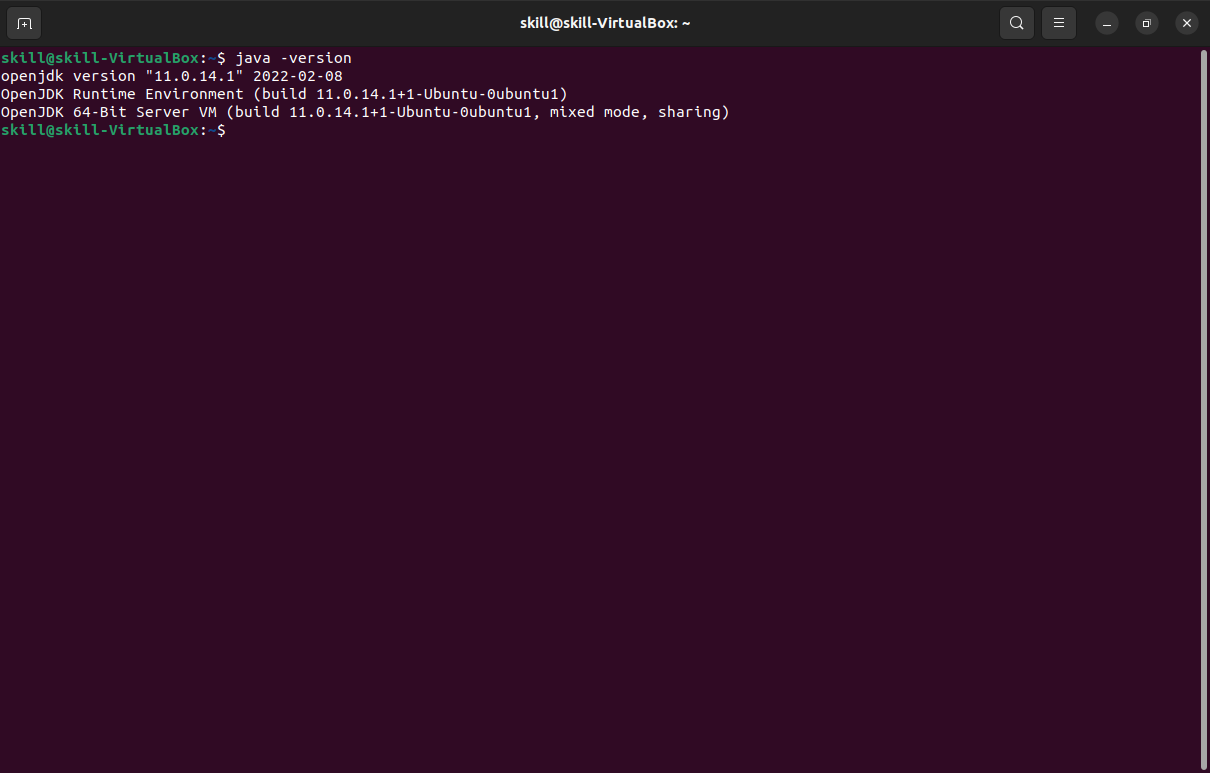 skill@skill-VirtualBox: ~
skill@skill-VirtualBox:~$ java -version
openjdk version "11.0.14.1" 2022-02-08
OpenJDK Runtime Environment (build 11.0.14.1+1-Ubuntu-0ubuntu1)
OpenJDK 64-Bit Server VM (build 11.0.14.1+1-Ubuntu-0ubuntu1, mixed mode, sharing)
skill@skill-VirtualBox:~$